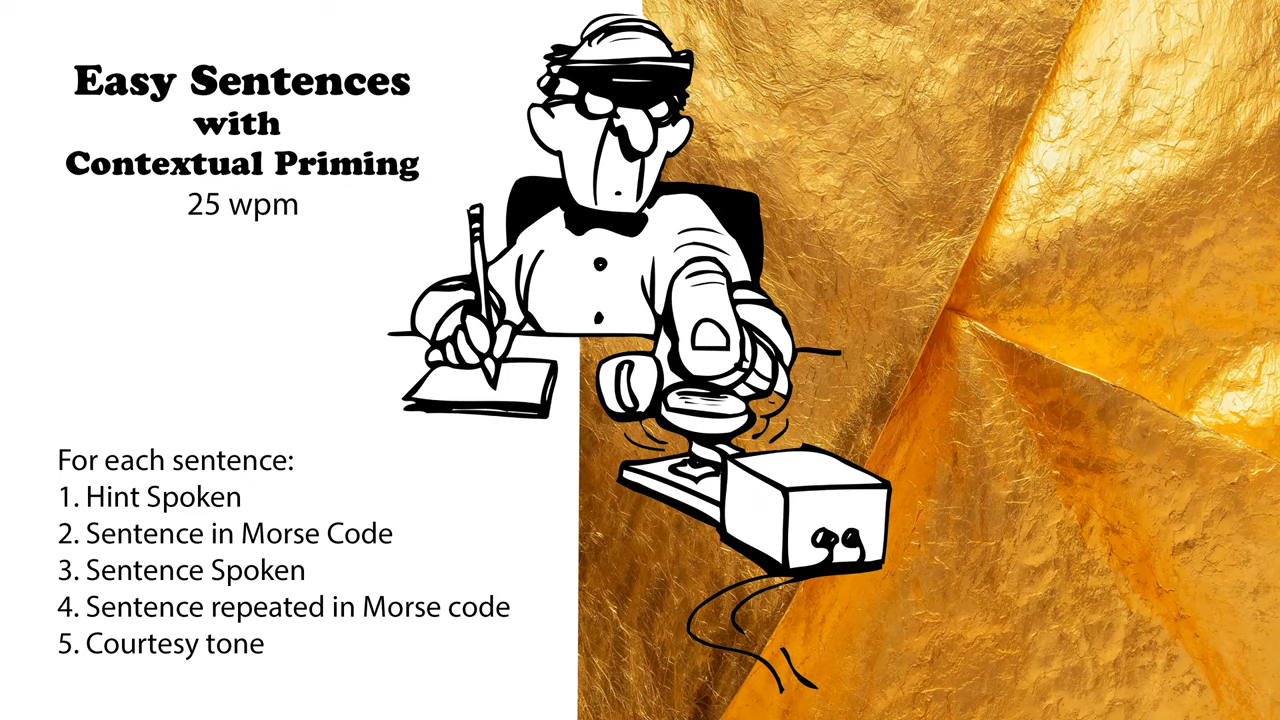 Easy Sentences
with
Contextual Priming
25 wpm
For each sentence:
1. Hint Spoken
2. Sentence in Morse Code
3. Sentence Spoken
4. Sentence repeated in Morse code
5. Courtesy tone